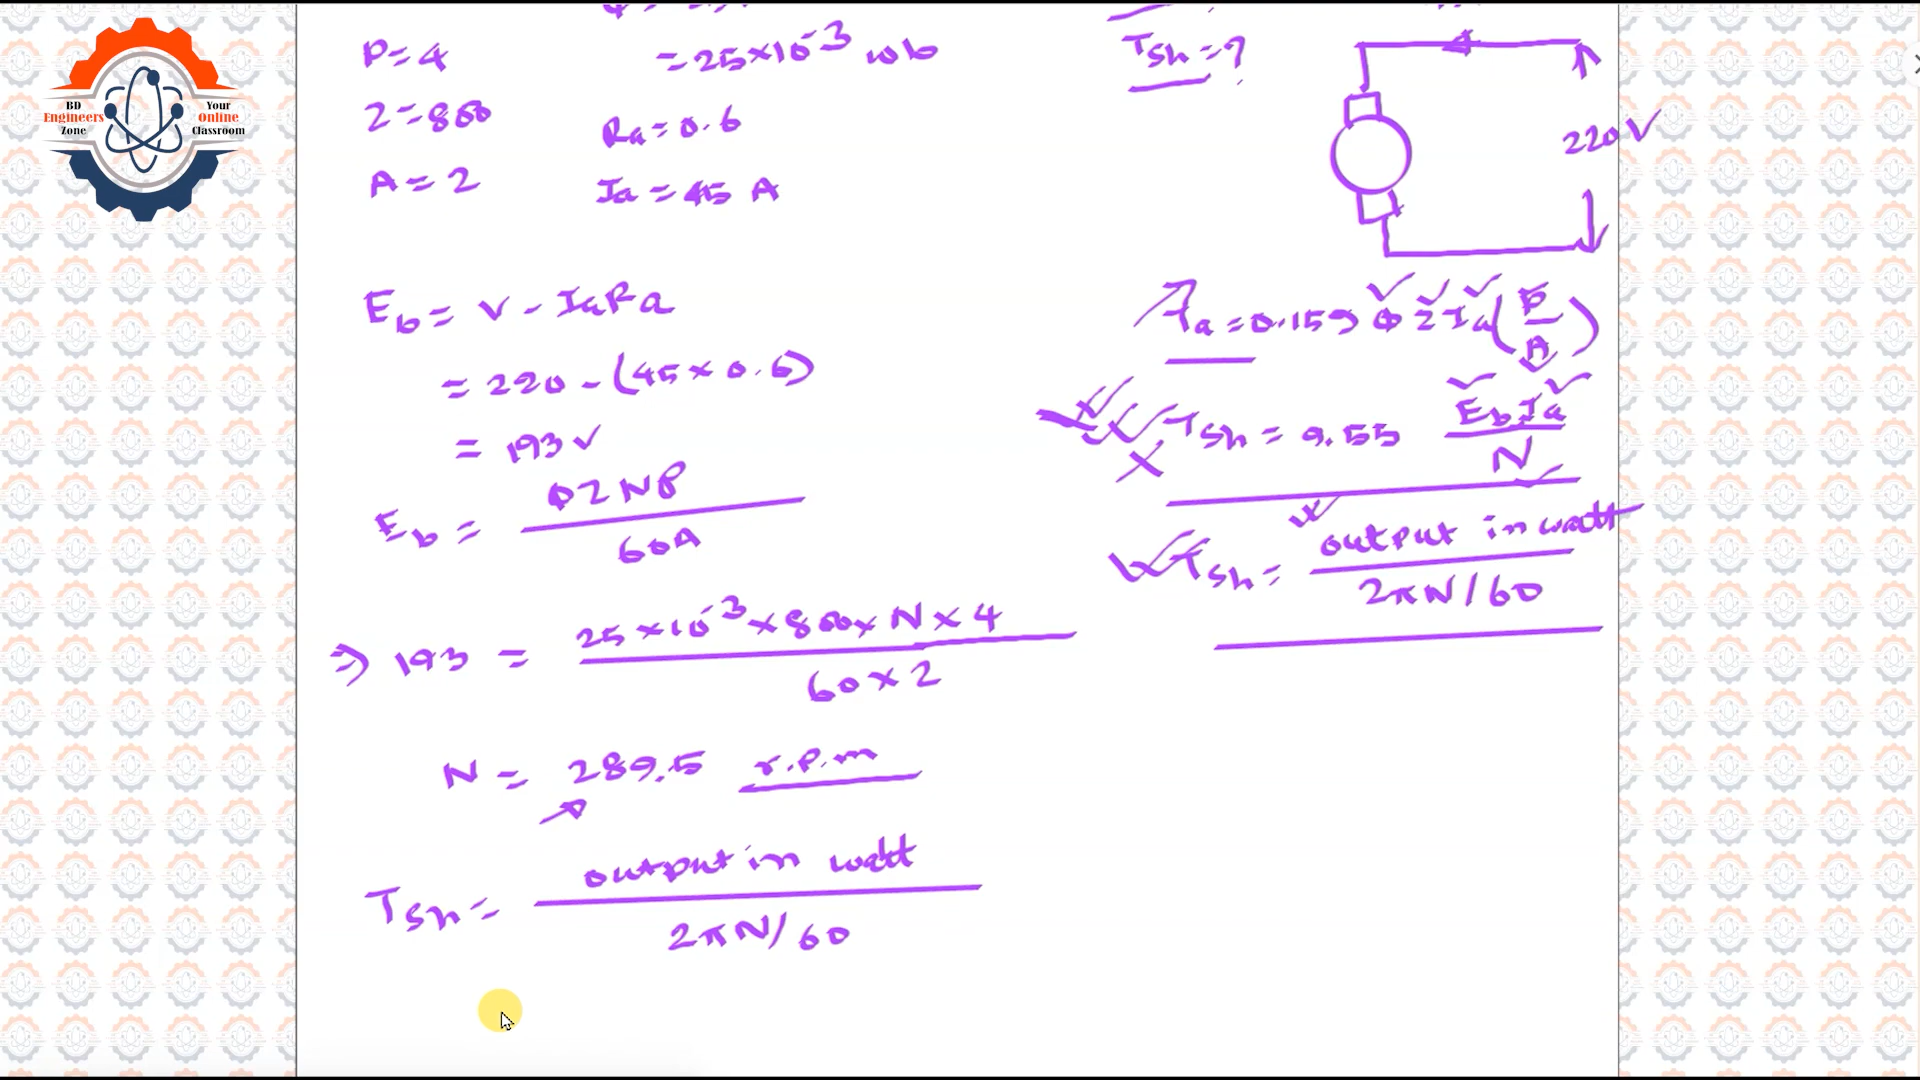 BD
Engineers
Zone
Your
Online
Classroom
P=4
Z=800
A=2
=25×10⁻³ wb
Ra=0.6
Ia=45 A
Tsh=?
220V
Eb= V-IaRa
=220-(45×0.6)
=193V
Eb= ΦZNP / 60A
⇒ 193 = 25×10⁻³×800×N×4 / 60×2
N = 289.5 r.p.m
Tsh= output in watt / 2πN/60
Ta=0.159 ΦZIa(P/A)
Tsh=9.55 EbIa / N
Tsh= output in watt / 2πN/60